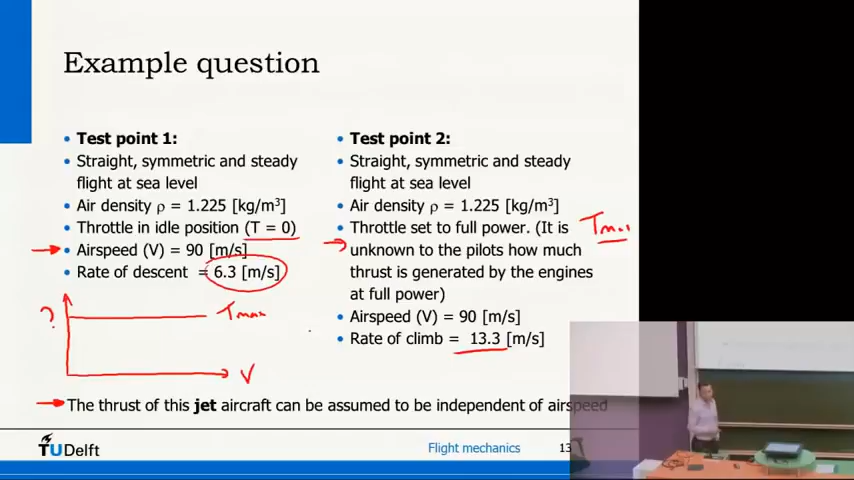 Example question
Test point 1:
Straight, symmetric and steady
flight at sea level
Air density ρ = 1.225 [kg/m³]
Throttle in idle position (T = 0)
Airspeed (V) = 90 [m/s]
Rate of descent = 6.3 [m/s]
? Tmax
V
Test point 2:
Straight, symmetric and steady
flight at sea level
Air density ρ = 1.225 [kg/m³]
Throttle set to full power. (It is
unknown to the pilots how much
thrust is generated by the engines
at full power)
Tmax
Airspeed (V) = 90 [m/s]
Rate of climb = 13.3 [m/s]
The thrust of this jet aircraft can be assumed to be independent of airspeed
TUDelft
Flight mechanics 13